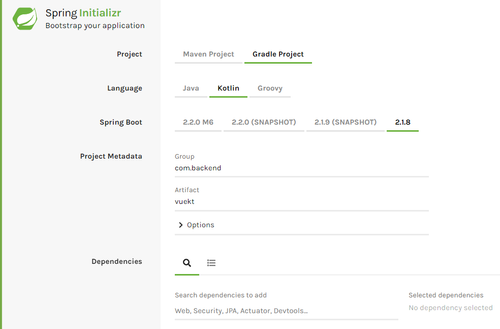 Spring Initializr
Bootstrap your application
Project Maven Project Gradle Project
Language Java Kotlin Groovy
Spring Boot 2.2.0 M6 2.2.0 (SNAPSHOT) 2.1.9 (SNAPSHOT) 2.1.8
Project Metadata Group
com.backend
Artifact
vuekt
Options
Dependencies
Search dependencies to add Selected dependencies
Web, Security, JPA, Actuator, Devtools... No dependency selected